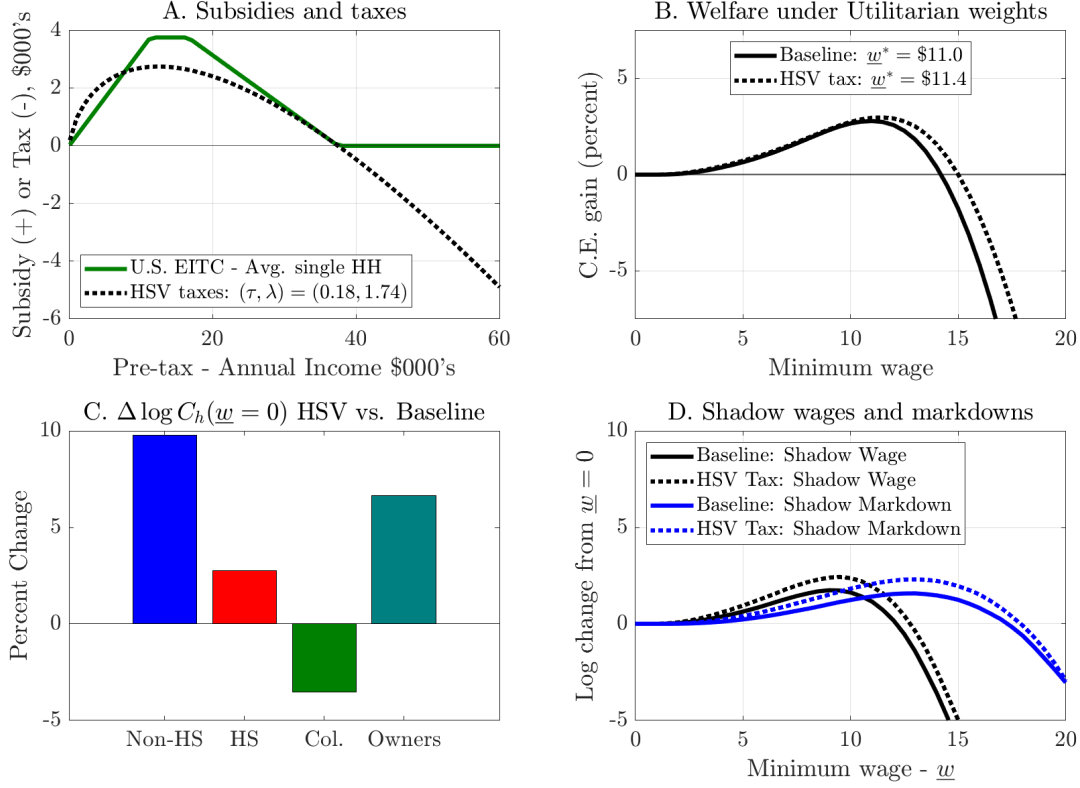 A. Subsidies and taxes
Subsidy (+) or Tax (-), $000's
4
2
0
-2
-4
-6
U.S. EITC - Avg. single HH
HSV taxes: (τ, λ) = (0.18, 1.74)
0
20
40
60
Pre-tax - Annual Income $000's
B. Welfare under Utilitarian weights
C.E. gain (percent)
5
0
-5
Baseline: w* = $11.0
HSV tax: w* = $11.4
0
5
10
15
20
Minimum wage
C. Δ log Cₕ(w = 0) HSV vs. Baseline
Percent Change
10
5
0
-5
Non-HS
HS
Col.
Owners
D. Shadow wages and markdowns
Log change from w = 0
10
5
0
-5
Baseline: Shadow Wage
HSV Tax: Shadow Wage
Baseline: Shadow Markdown
HSV Tax: Shadow Markdown
0
5
10
15
20
Minimum wage - w